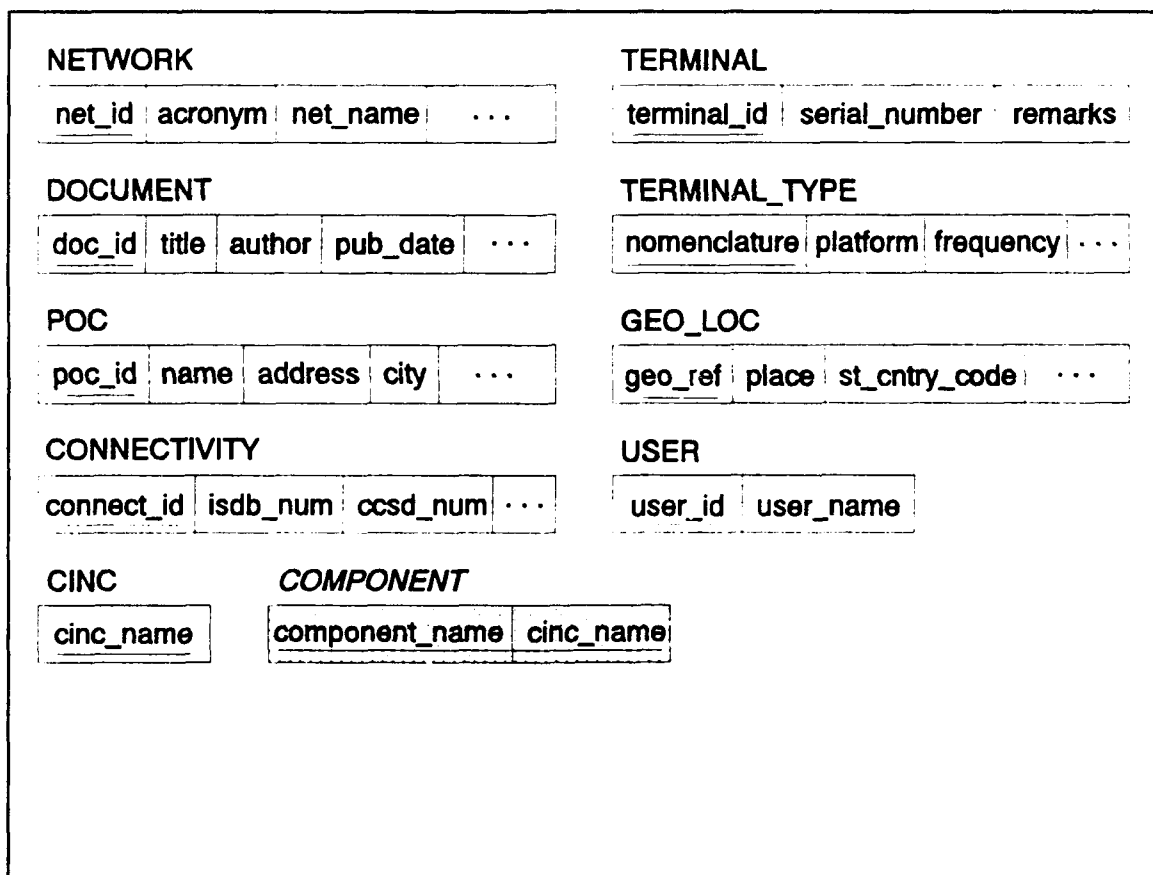 NETWORK
net_id acronym net_name ...
TERMINAL
terminal_id serial_number remarks
DOCUMENT
doc_id title author pub_date ...
TERMINAL_TYPE
nomenclature platform frequency ...
POC
poc_id name address city ...
GEO_LOC
geo_ref place st_cntry_code ...
CONNECTIVITY
connect_id isdb_num ccsd_num ...
USER
user_id user_name
CINC
cinc_name
COMPONENT
component_name cinc_name